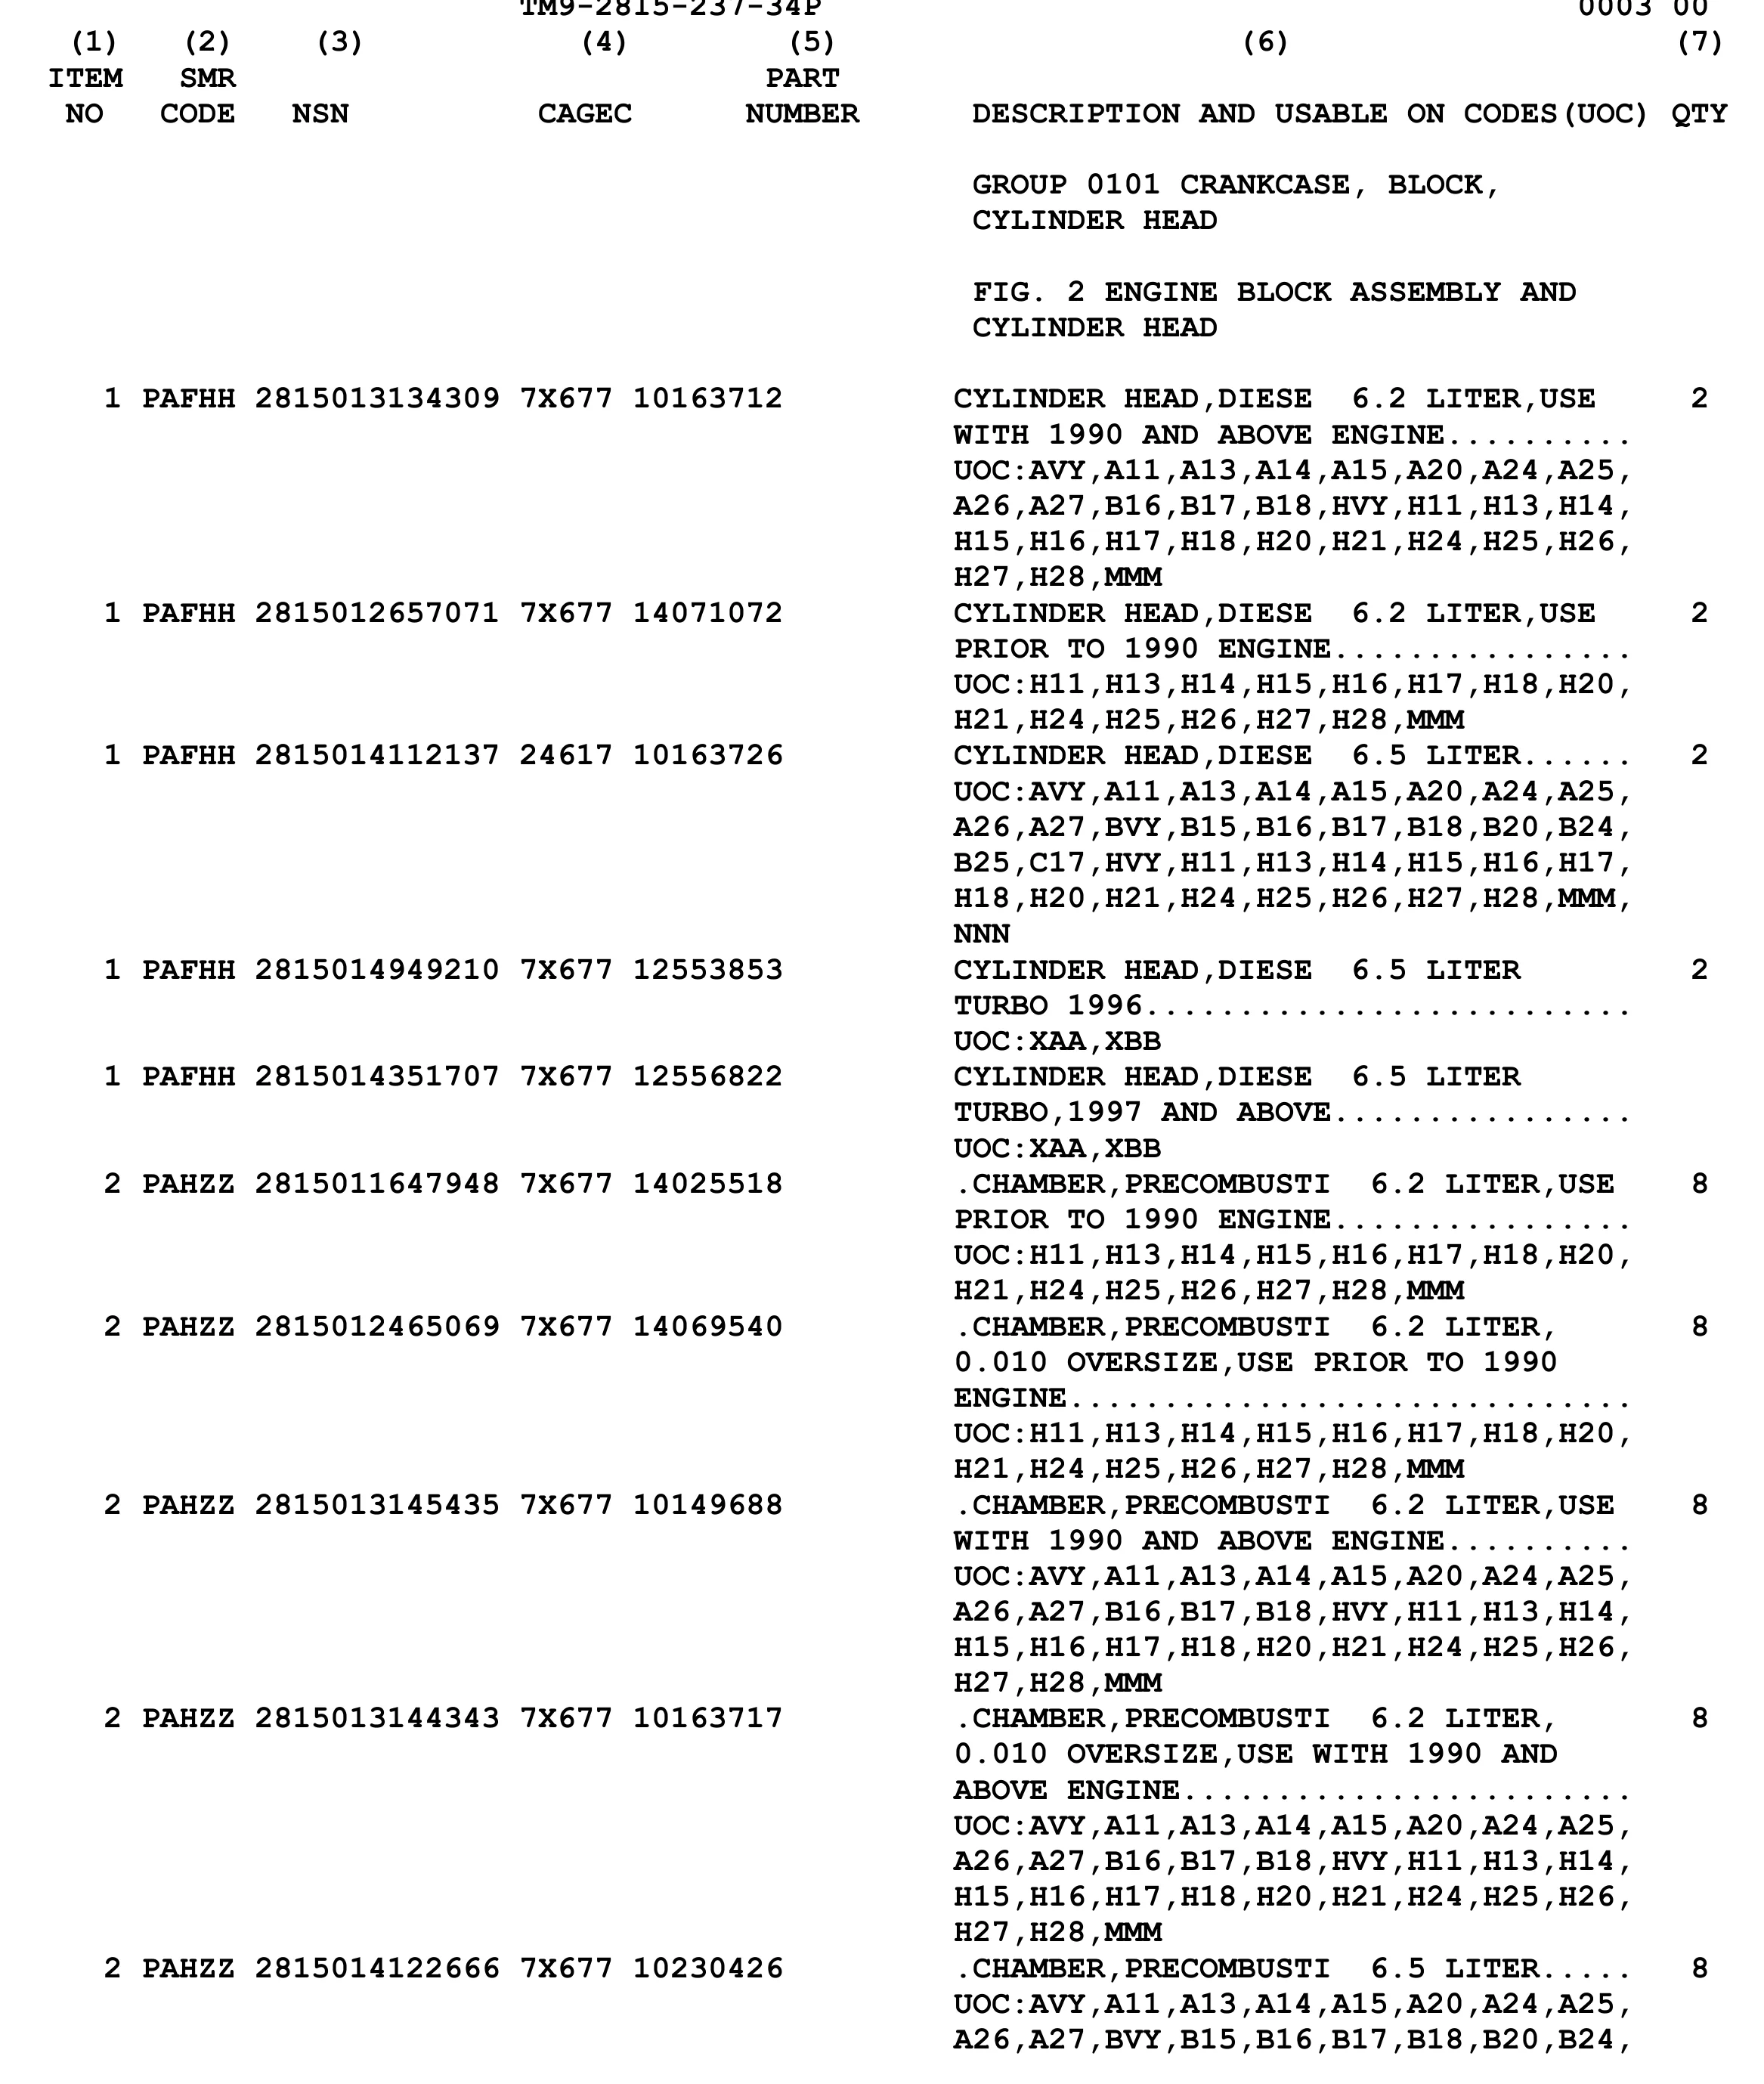 TM9-2815-237-34P 0003 00
(1) (2) (3) (4) (5) (6) (7)
ITEM SMR PART
NO CODE NSN CAGEC NUMBER DESCRIPTION AND USABLE ON CODES(UOC) QTY
GROUP 0101 CRANKCASE, BLOCK,
CYLINDER HEAD
FIG. 2 ENGINE BLOCK ASSEMBLY AND
CYLINDER HEAD
1 PAFHH 2815013134309 7X677 10163712 CYLINDER HEAD,DIESE 6.2 LITER,USE 2
WITH 1990 AND ABOVE ENGINE..........
UOC:AVY,A11,A13,A14,A15,A20,A24,A25,
A26,A27,B16,B17,B18,HVY,H11,H13,H14,
H15,H16,H17,H18,H20,H21,H24,H25,H26,
H27,H28,MMM
1 PAFHH 2815012657071 7X677 14071072 CYLINDER HEAD,DIESE 6.2 LITER,USE 2
PRIOR TO 1990 ENGINE................
UOC:H11,H13,H14,H15,H16,H17,H18,H20,
H21,H24,H25,H26,H27,H28,MMM
1 PAFHH 2815014112137 24617 10163726 CYLINDER HEAD,DIESE 6.5 LITER...... 2
UOC:AVY,A11,A13,A14,A15,A20,A24,A25,
A26,A27,BVY,B15,B16,B17,B18,B20,B24,
B25,C17,HVY,H11,H13,H14,H15,H16,H17,
H18,H20,H21,H24,H25,H26,H27,H28,MMM,
NNN
1 PAFHH 2815014949210 7X677 12553853 CYLINDER HEAD,DIESE 6.5 LITER 2
TURBO 1996..........................
UOC:XAA,XBB
1 PAFHH 2815014351707 7X677 12556822 CYLINDER HEAD,DIESE 6.5 LITER
TURBO,1997 AND ABOVE................
UOC:XAA,XBB
2 PAHZZ 2815011647948 7X677 14025518 .CHAMBER,PRECOMBUSTI 6.2 LITER,USE 8
PRIOR TO 1990 ENGINE................
UOC:H11,H13,H14,H15,H16,H17,H18,H20,
H21,H24,H25,H26,H27,H28,MMM
2 PAHZZ 2815012465069 7X677 14069540 .CHAMBER,PRECOMBUSTI 6.2 LITER, 8
0.010 OVERSIZE,USE PRIOR TO 1990
ENGINE..............................
UOC:H11,H13,H14,H15,H16,H17,H18,H20,
H21,H24,H25,H26,H27,H28,MMM
2 PAHZZ 2815013145435 7X677 10149688 .CHAMBER,PRECOMBUSTI 6.2 LITER,USE 8
WITH 1990 AND ABOVE ENGINE..........
UOC:AVY,A11,A13,A14,A15,A20,A24,A25,
A26,A27,B16,B17,B18,HVY,H11,H13,H14,
H15,H16,H17,H18,H20,H21,H24,H25,H26,
H27,H28,MMM
2 PAHZZ 2815013144343 7X677 10163717 .CHAMBER,PRECOMBUSTI 6.2 LITER, 8
0.010 OVERSIZE,USE WITH 1990 AND
ABOVE ENGINE........................
UOC:AVY,A11,A13,A14,A15,A20,A24,A25,
A26,A27,B16,B17,B18,HVY,H11,H13,H14,
H15,H16,H17,H18,H20,H21,H24,H25,H26,
H27,H28,MMM
2 PAHZZ 2815014122666 7X677 10230426 .CHAMBER,PRECOMBUSTI 6.5 LITER..... 8
UOC:AVY,A11,A13,A14,A15,A20,A24,A25,
A26,A27,BVY,B15,B16,B17,B18,B20,B24,